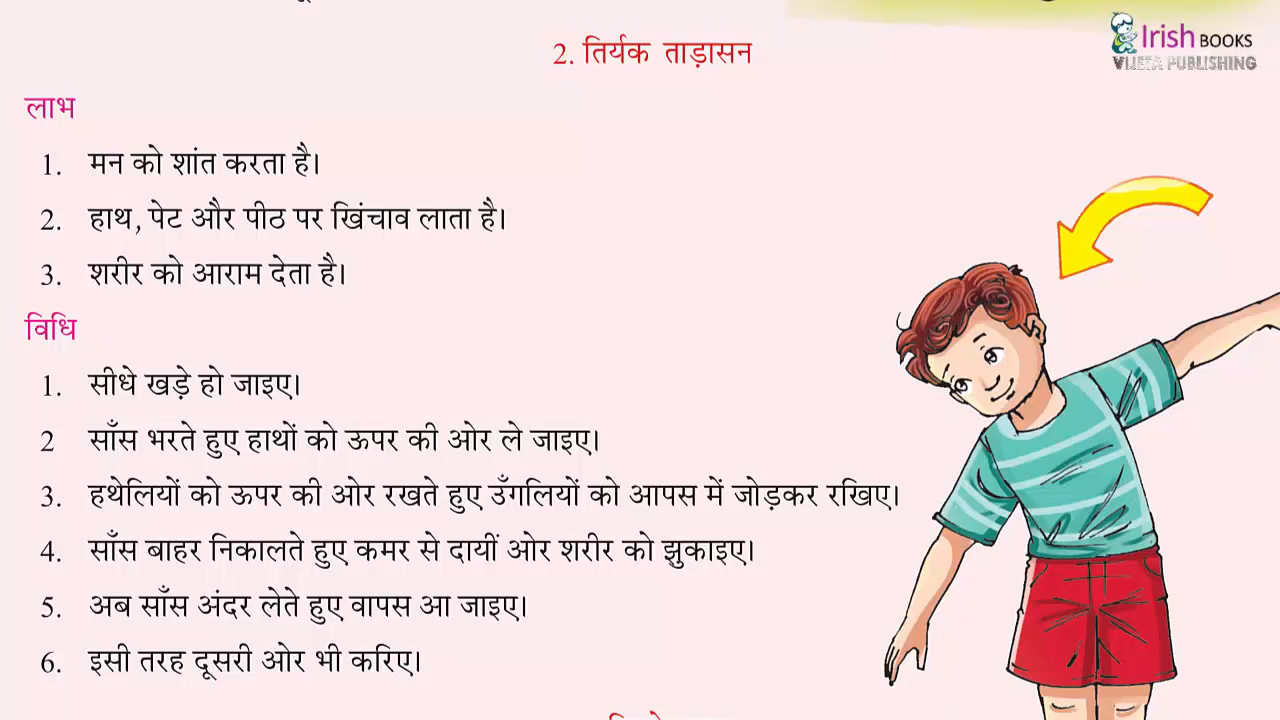 Irish BOOKS
VIJETA PUBLISHING
2. तिर्यक ताड़ासन
लाभ
1. मन को शांत करता है।
2. हाथ, पेट और पीठ पर खिंचाव लाता है।
3. शरीर को आराम देता है।
विधि
1. सीधे खड़े हो जाइए।
2 साँस भरते हुए हाथों को ऊपर की ओर ले जाइए।
3. हथेलियों को ऊपर की ओर रखते हुए उँगलियों को आपस में जोड़कर रखिए।
4. साँस बाहर निकालते हुए कमर से दायीं ओर शरीर को झुकाइए।
5. अब साँस अंदर लेते हुए वापस आ जाइए।
6. इसी तरह दूसरी ओर भी करिए।